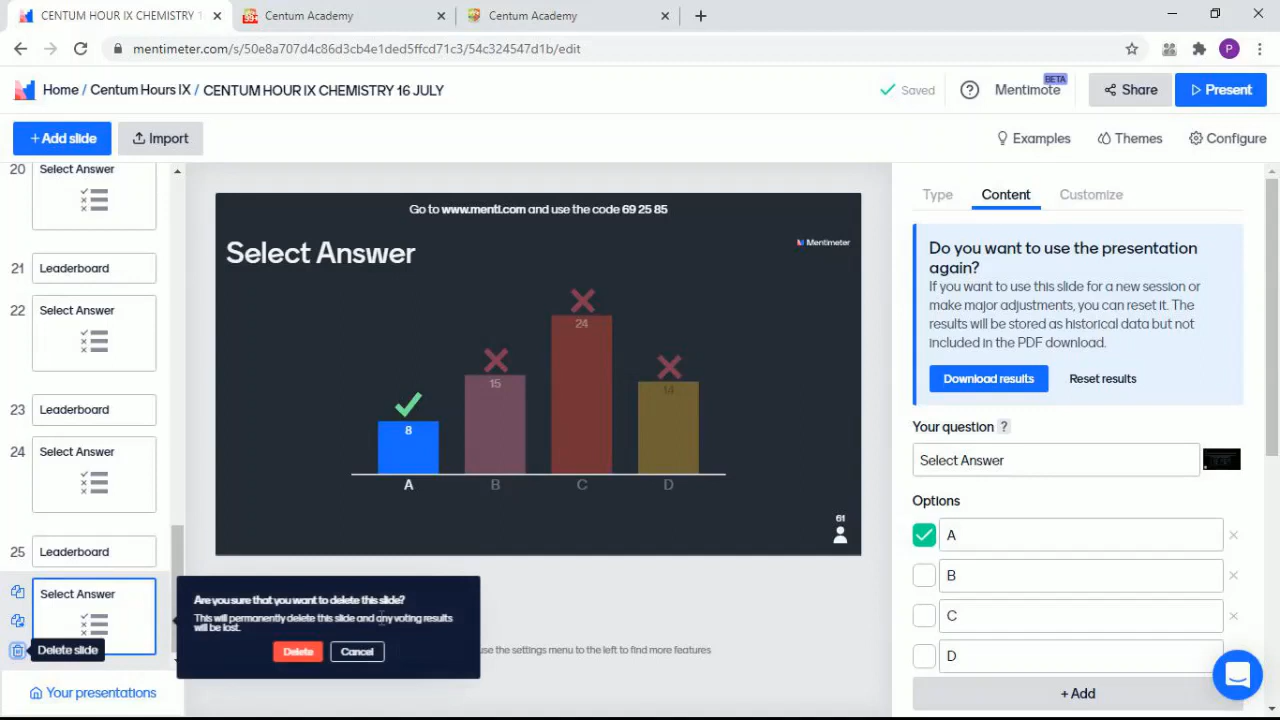 CENTUM HOUR IX CHEMISTRY 1
Centum Academy
Centum Academy
mentimeter.com/s/50e8a707d4c86d3cb4e1ded5ffcd71c3/54c324547d1b/edit
P
Home / Centum Hours IX / CENTUM HOUR IX CHEMISTRY 16 JULY
Saved
Mentimote
BETA
Share
Present
+ Add slide
Import
Examples
Themes
Configure
20 Select Answer
21 Leaderboard
22 Select Answer
23 Leaderboard
24 Select Answer
25 Leaderboard
Select Answer
Delete slide
Your presentations
Go to www.menti.com and use the code 69 25 85
Select Answer
Mentimeter
8
15
24
14
A
B
C
D
61
Are you sure that you want to delete this slide?
This will permanently delete this slide and any voting results
will be lost.
Delete
Cancel
use the settings menu to the left to find more features
Type
Content
Customize
Do you want to use the presentation
again?
If you want to use this slide for a new session or
make major adjustments, you can reset it. The
results will be stored as historical data but not
included in the PDF download.
Download results
Reset results
Your question ?
Select Answer
Options
A
B
C
D
+ Add